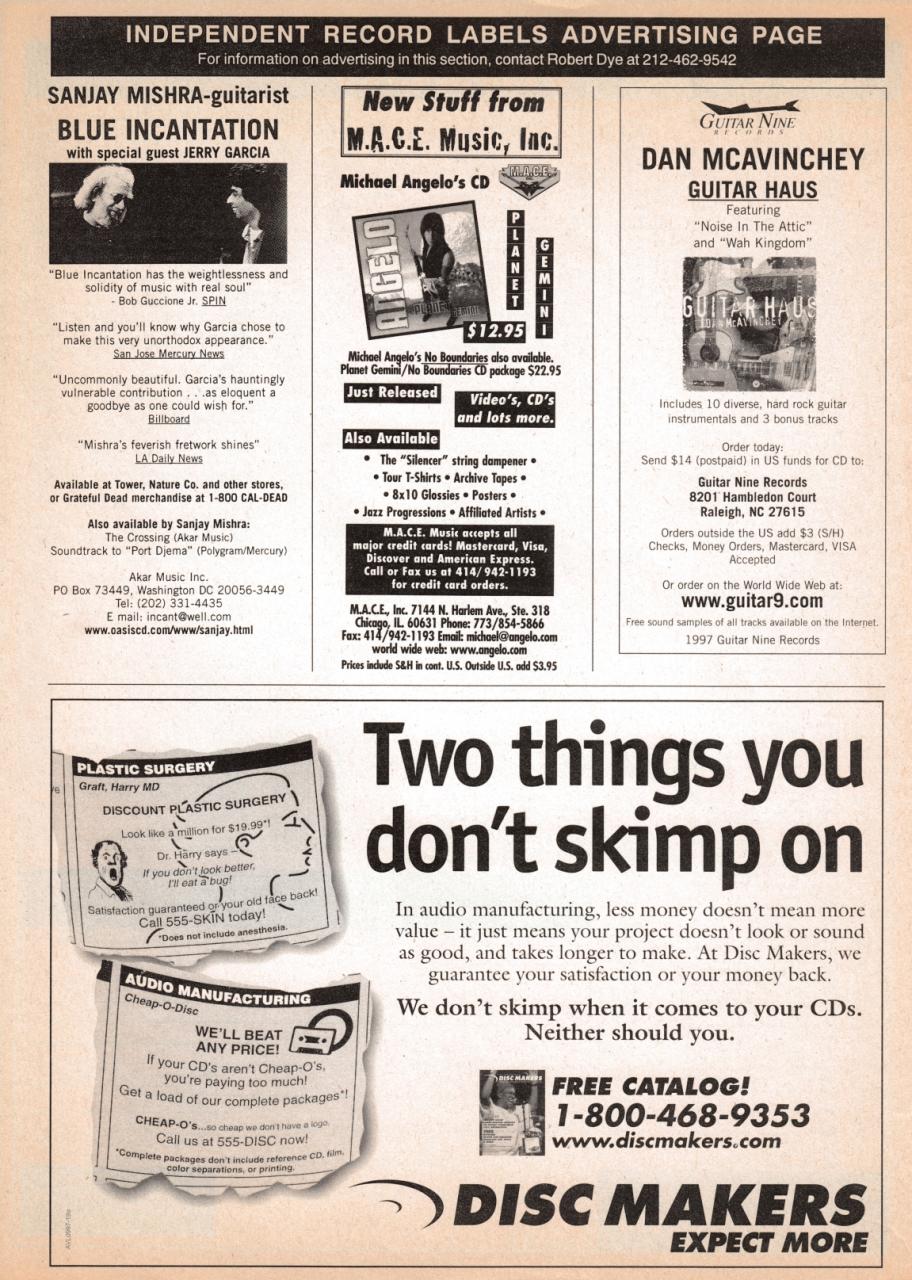 INDEPENDENT RECORD LABELS ADVERTISING PAGE
For information on advertising in this section, contact Robert Dye at 212-462-9542
SANJAY MISHRA-guitarist
BLUE INCANTATION
with special guest JERRY GARCIA
“Blue Incantation has the weightlessness and
solidity of music with real soul”
- Bob Guccione Jr. SPIN
“Listen and you’ll know why Garcia chose to
make this very unorthodox appearance.”
San Jose Mercury News
“Uncommonly beautiful. Garcia’s hauntingly
vulnerable contribution . . .as eloquent a
goodbye as one could wish for.”
Billboard
“Mishra’s feverish fretwork shines”
LA Daily News
Available at Tower, Nature Co. and other stores,
or Grateful Dead merchandise at 1-800 CAL-DEAD
Also available by Sanjay Mishra:
The Crossing (Akar Music)
Soundtrack to “Port Djema” (Polygram/Mercury)
Akar Music Inc.
PO Box 73449, Washington DC 20056-3449
Tel: (202) 331-4435
E mail: incant@well.com
www.oasiscd.com/www/sanjay.html
New Stuff from
M.A.C.E. Music, Inc.
Michael Angelo’s CD
M.A.C.E.
ANGELO
PLANET GEMINI
PLANET
GEMINI
$12.95
Michael Angelo’s No Boundaries also available.
Planet Gemini/No Boundaries CD package $22.95
Just Released
Video’s, CD’s
and lots more.
Also Available
• The “Silencer” string dampener •
• Tour T-Shirts • Archive Tapes •
• 8x10 Glossies • Posters •
• Jazz Progressions • Affiliated Artists •
M.A.C.E. Music accepts all
major credit cards! Mastercard, Visa,
Discover and American Express.
Call or Fax us at 414/942-1193
for credit card orders.
M.A.C.E., Inc. 7144 N. Harlem Ave., Ste. 318
Chicago, IL. 60631 Phone: 773/854-5866
Fax: 414/942-1193 Email: michael@angelo.com
world wide web: www.angelo.com
Prices include S&H in cont. U.S. Outside U.S. add $3.95
GUITAR NINE
RECORDS
DAN MCAVINCHEY
GUITAR HAUS
Featuring
“Noise In The Attic”
and “Wah Kingdom”
GUITAR HAUS
DAN McAVINCHEY
Includes 10 diverse, hard rock guitar
instrumentals and 3 bonus tracks
Order today:
Send $14 (postpaid) in US funds for CD to:
Guitar Nine Records
8201 Hambledon Court
Raleigh, NC 27615
Orders outside the US add $3 (S/H)
Checks, Money Orders, Mastercard, VISA
Accepted
Or order on the World Wide Web at:
www.guitar9.com
Free sound samples of all tracks available on the Internet.
1997 Guitar Nine Records
PLASTIC SURGERY
Graft, Harry MD
DISCOUNT PLASTIC SURGERY
Look like a million for $19.99*!
Dr. Harry says –
If you don’t look better,
I’ll eat a bug!
Satisfaction guaranteed or your old face back!
Call 555-SKIN today!
*Does not include anesthesia.
AUDIO MANUFACTURING
Cheap-O-Disc
WE’LL BEAT
ANY PRICE!
If your CD’s aren’t Cheap-O’s,
you’re paying too much!
Get a load of our complete packages*!
CHEAP-O’s...so cheap we don’t have a logo.
Call us at 555-DISC now!
*Complete packages don’t include reference CD, film,
color separations, or printing.
Two things you
don’t skimp on
In audio manufacturing, less money doesn’t mean more
value – it just means your project doesn’t look or sound
as good, and takes longer to make. At Disc Makers, we
guarantee your satisfaction or your money back.
We don’t skimp when it comes to your CDs.
Neither should you.
DISC MAKERS
FREE CATALOG!
1-800-468-9353
www.discmakers.com
DISC MAKERS
EXPECT MORE